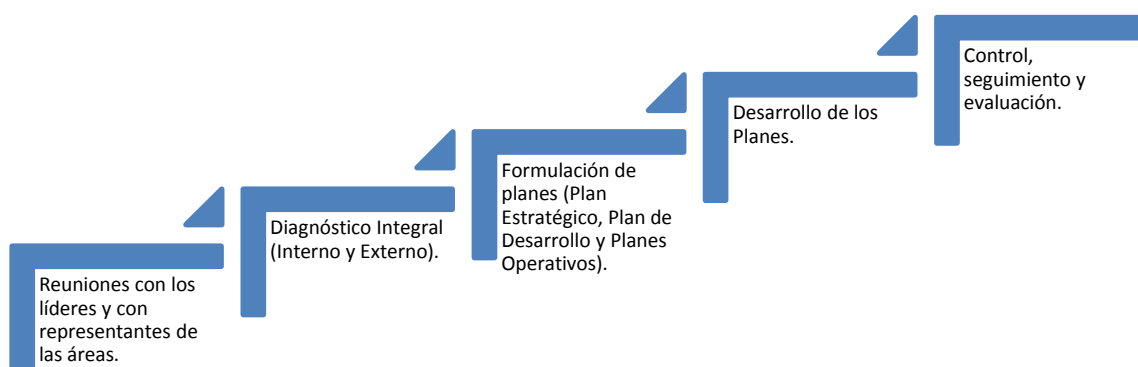 Reuniones con los
líderes y con
representantes de
las áreas.
Diagnóstico Integral
(Interno y Externo).
Formulación de
planes (Plan
Estratégico, Plan de
Desarrollo y Planes
Operativos).
Desarrollo de los
Planes.
Control,
seguimiento y
evaluación.